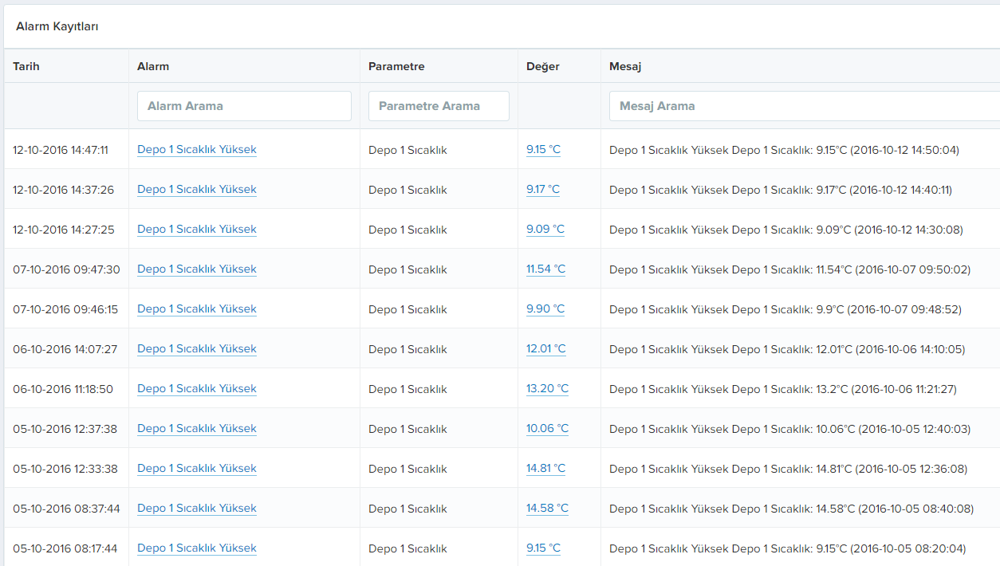 Alarm Kayıtları
Tarih Alarm Parametre Değer Mesaj
Alarm Arama Parametre Arama Mesaj Arama
12-10-2016 14:47:11 Depo 1 Sıcaklık Yüksek Depo 1 Sıcaklık 9.15 °C Depo 1 Sıcaklık Yüksek Depo 1 Sıcaklık: 9.15°C (2016-10-12 14:50:04)
12-10-2016 14:37:26 Depo 1 Sıcaklık Yüksek Depo 1 Sıcaklık 9.17 °C Depo 1 Sıcaklık Yüksek Depo 1 Sıcaklık: 9.17°C (2016-10-12 14:40:11)
12-10-2016 14:27:25 Depo 1 Sıcaklık Yüksek Depo 1 Sıcaklık 9.09 °C Depo 1 Sıcaklık Yüksek Depo 1 Sıcaklık: 9.09°C (2016-10-12 14:30:08)
07-10-2016 09:47:30 Depo 1 Sıcaklık Yüksek Depo 1 Sıcaklık 11.54 °C Depo 1 Sıcaklık Yüksek Depo 1 Sıcaklık: 11.54°C (2016-10-07 09:50:02)
07-10-2016 09:46:15 Depo 1 Sıcaklık Yüksek Depo 1 Sıcaklık 9.90 °C Depo 1 Sıcaklık Yüksek Depo 1 Sıcaklık: 9.9°C (2016-10-07 09:48:52)
06-10-2016 14:07:27 Depo 1 Sıcaklık Yüksek Depo 1 Sıcaklık 12.01 °C Depo 1 Sıcaklık Yüksek Depo 1 Sıcaklık: 12.01°C (2016-10-06 14:10:05)
06-10-2016 11:18:50 Depo 1 Sıcaklık Yüksek Depo 1 Sıcaklık 13.20 °C Depo 1 Sıcaklık Yüksek Depo 1 Sıcaklık: 13.2°C (2016-10-06 11:21:27)
05-10-2016 12:37:38 Depo 1 Sıcaklık Yüksek Depo 1 Sıcaklık 10.06 °C Depo 1 Sıcaklık Yüksek Depo 1 Sıcaklık: 10.06°C (2016-10-05 12:40:03)
05-10-2016 12:33:38 Depo 1 Sıcaklık Yüksek Depo 1 Sıcaklık 14.81 °C Depo 1 Sıcaklık Yüksek Depo 1 Sıcaklık: 14.81°C (2016-10-05 12:36:08)
05-10-2016 08:37:44 Depo 1 Sıcaklık Yüksek Depo 1 Sıcaklık 14.58 °C Depo 1 Sıcaklık Yüksek Depo 1 Sıcaklık: 14.58°C (2016-10-05 08:40:08)
05-10-2016 08:17:44 Depo 1 Sıcaklık Yüksek Depo 1 Sıcaklık 9.15 °C Depo 1 Sıcaklık Yüksek Depo 1 Sıcaklık: 9.15°C (2016-10-05 08:20:04)